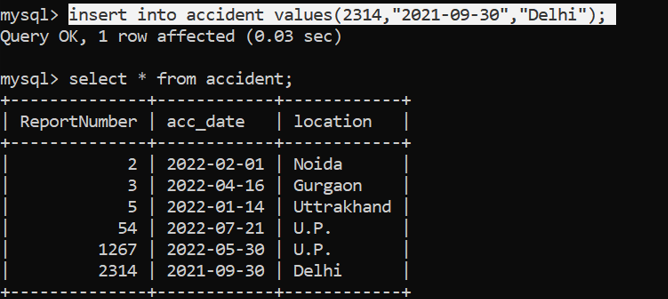 mysql> insert into accident values(2314,"2021-09-30","Delhi");
Query OK, 1 row affected (0.03 sec)
mysql> select * from accident;
+--------------+------------+------------+
| ReportNumber | acc_date   | location   |
+--------------+------------+------------+
|            2 | 2022-02-01 | Noida      |
|            3 | 2022-04-16 | Gurgaon    |
|            5 | 2022-01-14 | Uttrakhand |
|           54 | 2022-07-21 | U.P.       |
|         1267 | 2022-05-30 | U.P.       |
|         2314 | 2021-09-30 | Delhi      |
+--------------+------------+------------+